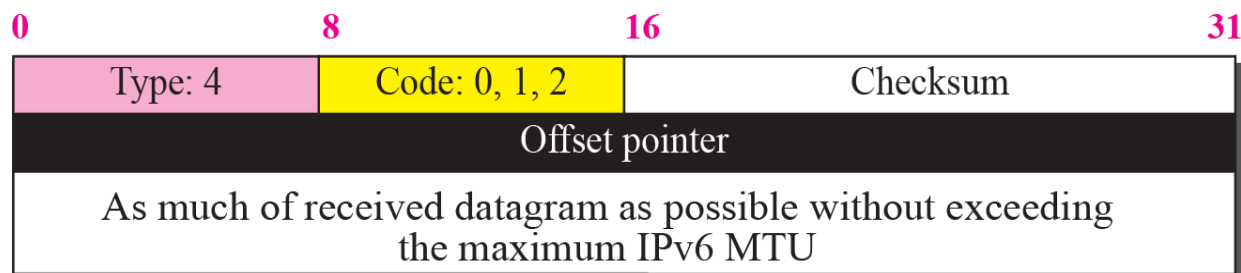 0 8 16 31
Type: 4 Code: 0, 1, 2 Checksum
Offset pointer
As much of received datagram as possible without exceeding
the maximum IPv6 MTU